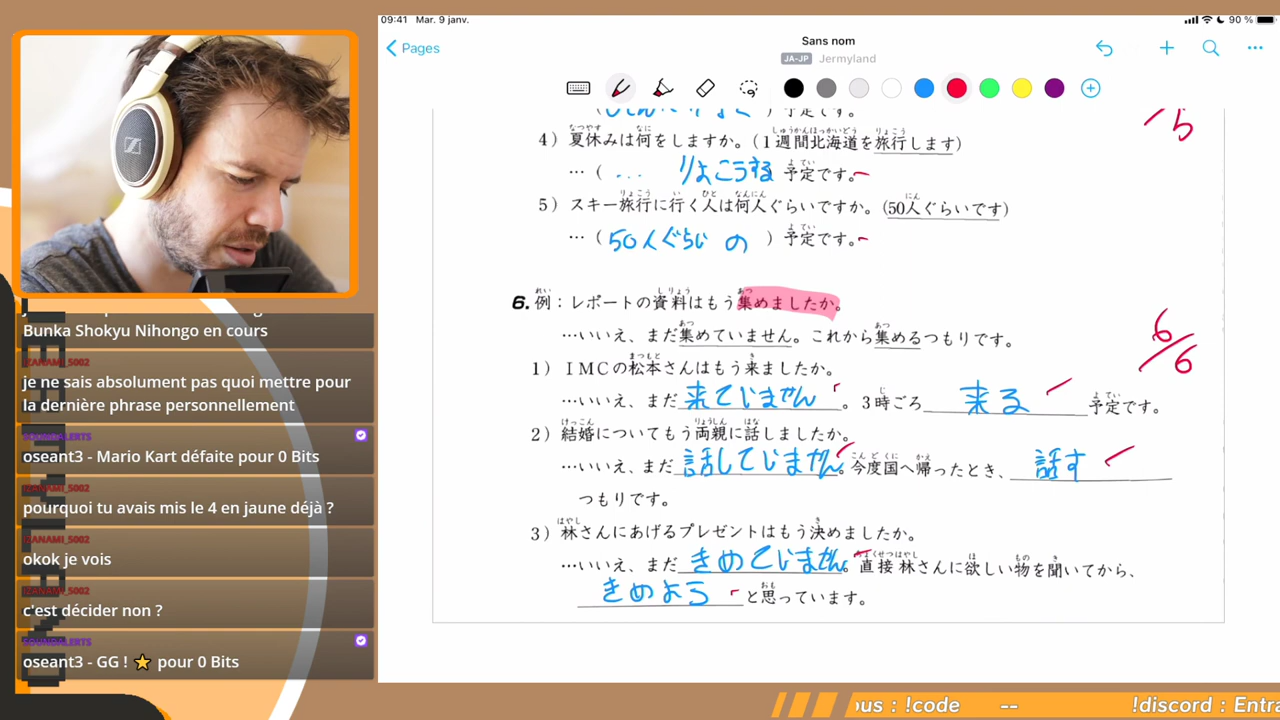 09:41 Mar. 9 janv.
90 %
Pages
Sans nom
JA-JP Jermyland
) 予定です。
5
4) 夏休みは何をしますか。(1週間北海道を旅行します)
…( … りょこうする 予定です。
5) スキー旅行に行く人は何人ぐらいですか。(50人ぐらいです)
…( 50人ぐらい の ) 予定です。
6. 例:レポートの資料はもう集めましたか。
…いいえ、まだ集めていません。これから集めるつもりです。
6/6
1) IMCの松本さんはもう来ましたか。
…いいえ、まだ 来ていません 。3時ごろ 来る 予定です。
2) 結婚についてもう両親に話しましたか。
…いいえ、まだ 話していません。今度国へ帰ったとき、 話す
つもりです。
3) 林さんにあげるプレゼントはもう決めましたか。
…いいえ、まだ きめていません。直接林さんに欲しい物を聞いてから、
きめよう と思っています。
Bunka Shokyu Nihongo en cours
IZANAMI_5002
je ne sais absolument pas quoi mettre pour
la dernière phrase personnellement
SOUNDALERTS
oseant3 - Mario Kart défaite pour 0 Bits
IZANAMI_5002
pourquoi tu avais mis le 4 en jaune déjà ?
IZANAMI_5002
okok je vois
IZANAMI_5002
c'est décider non ?
SOUNDALERTS
oseant3 - GG ! ⭐ pour 0 Bits
ous : !code -- !discord : Entra